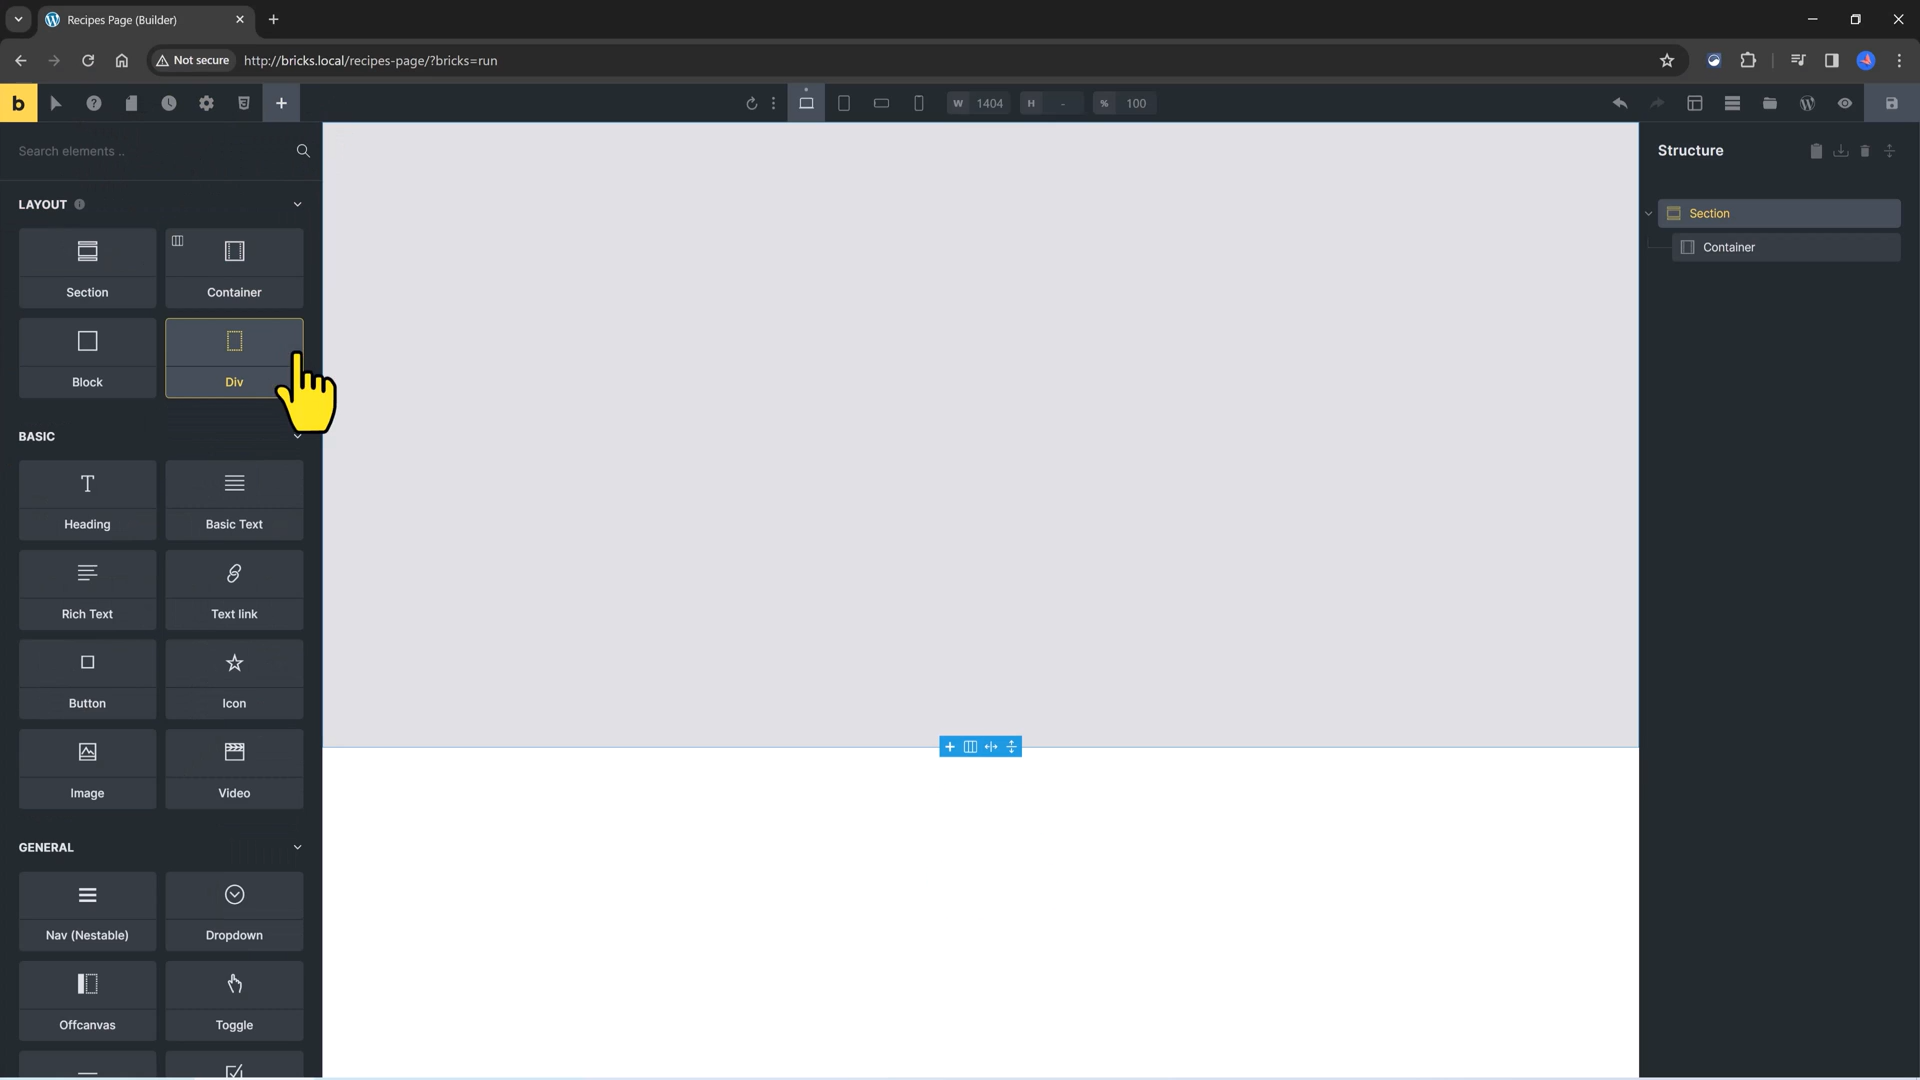 Recipes Page (Builder)
Not secure
http://bricks.local/recipes-page/?bricks=run
b
W 1404 H - % 100
Search elements ..
Structure
LAYOUT
Section
Container
Section
Container
Block
Div
BASIC
Heading
Basic Text
Rich Text
Text link
Button
Icon
Image
Video
GENERAL
Nav (Nestable)
Dropdown
Offcanvas
Toggle